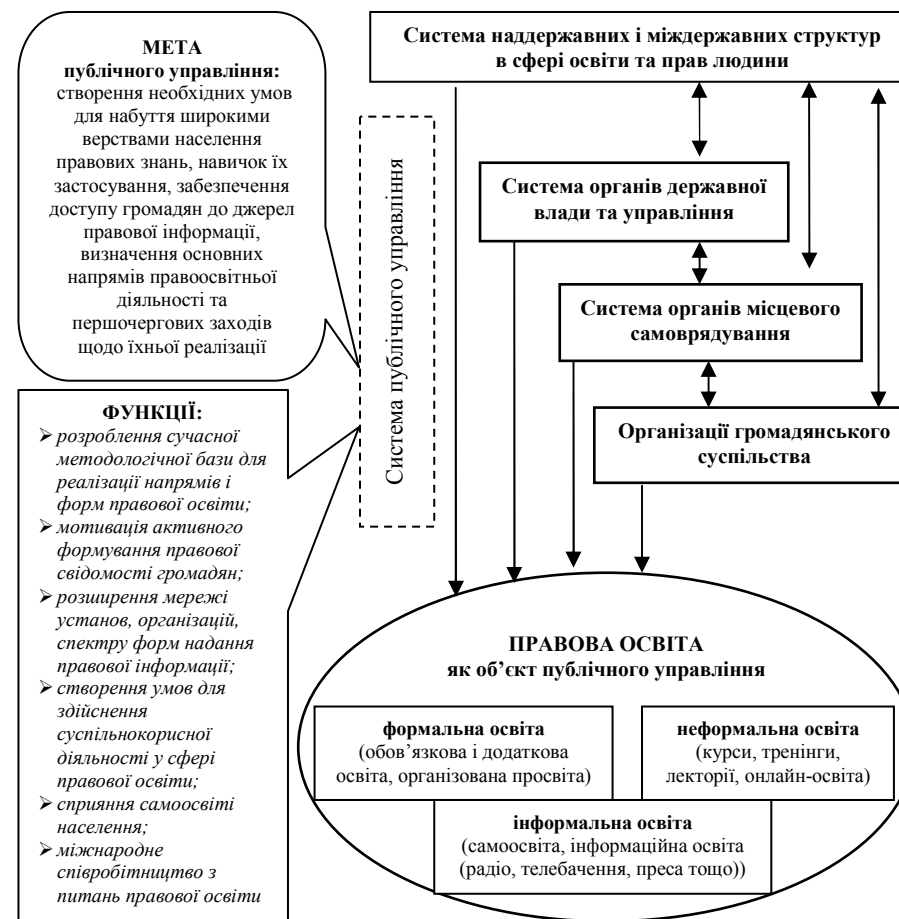 МЕТА
публічного управління:
створення необхідних умов
для набуття широкими
верствами населення
правових знань, навичок їх
застосування, забезпечення
доступу громадян до джерел
правової інформації,
визначення основних
напрямів правоосвітньої
діяльності та
першочергових заходів
щодо їхньої реалізації
ФУНКЦІЇ:
➢ розроблення сучасної
методологічної бази для
реалізації напрямів і
форм правової освіти;
➢ мотивація активного
формування правової
свідомості громадян;
➢ розширення мережі
установ, організацій,
спектру форм надання
правової інформації;
➢ створення умов для
здійснення
суспільнокорисної
діяльності у сфері
правової освіти;
➢ сприяння самоосвіті
населення;
➢ міжнародне
співробітництво з
питань правової освіти
Система публічного управління
Система наддержавних і міждержавних структур
в сфері освіти та прав людини
Система органів державної
влади та управління
Система органів місцевого
самоврядування
Організації громадянського
суспільства
ПРАВОВА ОСВІТА
як об’єкт публічного управління
формальна освіта
(обов’язкова і додаткова
освіта, організована просвіта)
неформальна освіта
(курси, тренінги,
лекторії, онлайн-освіта)
інформальна освіта
(самоосвіта, інформаційна освіта
(радіо, телебачення, преса тощо))